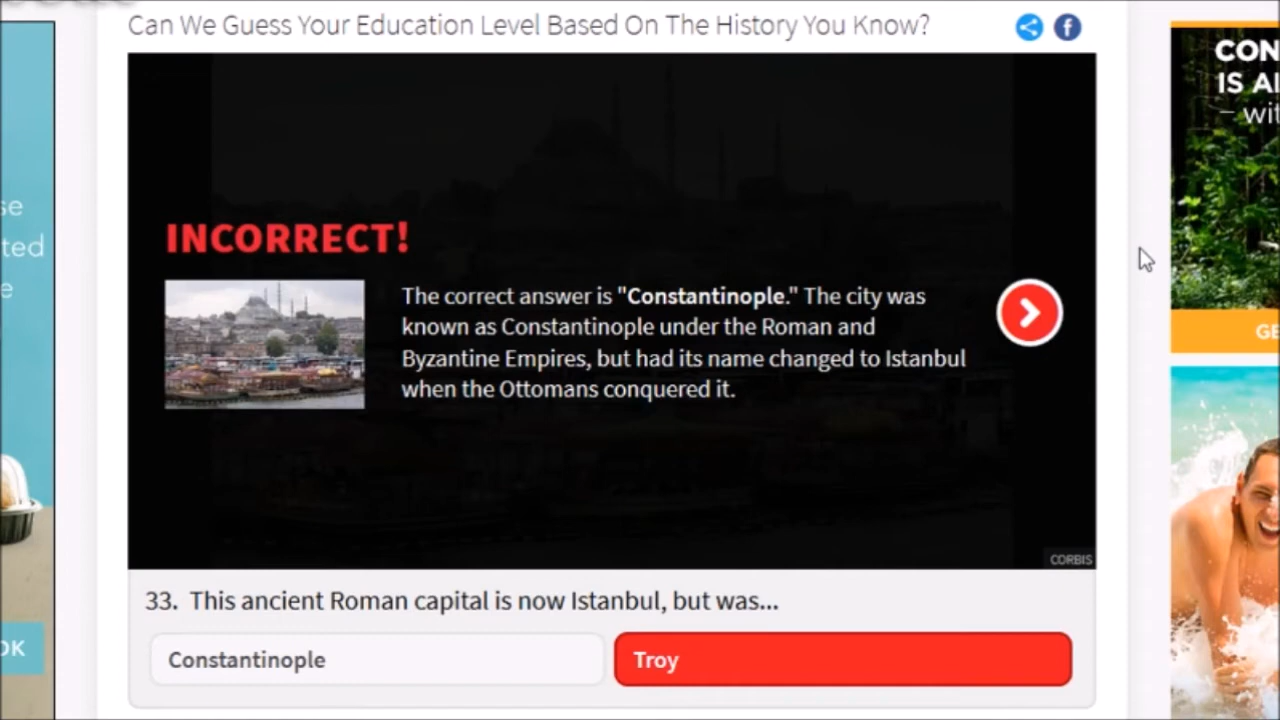 Can We Guess Your Education Level Based On The History You Know?
f
CON
IS A
– wit
se
ted
e
INCORRECT!
The correct answer is "Constantinople." The city was
known as Constantinople under the Roman and
Byzantine Empires, but had its name changed to Istanbul
when the Ottomans conquered it.
GE
CORBIS
33. This ancient Roman capital is now Istanbul, but was...
OK
Constantinople
Troy